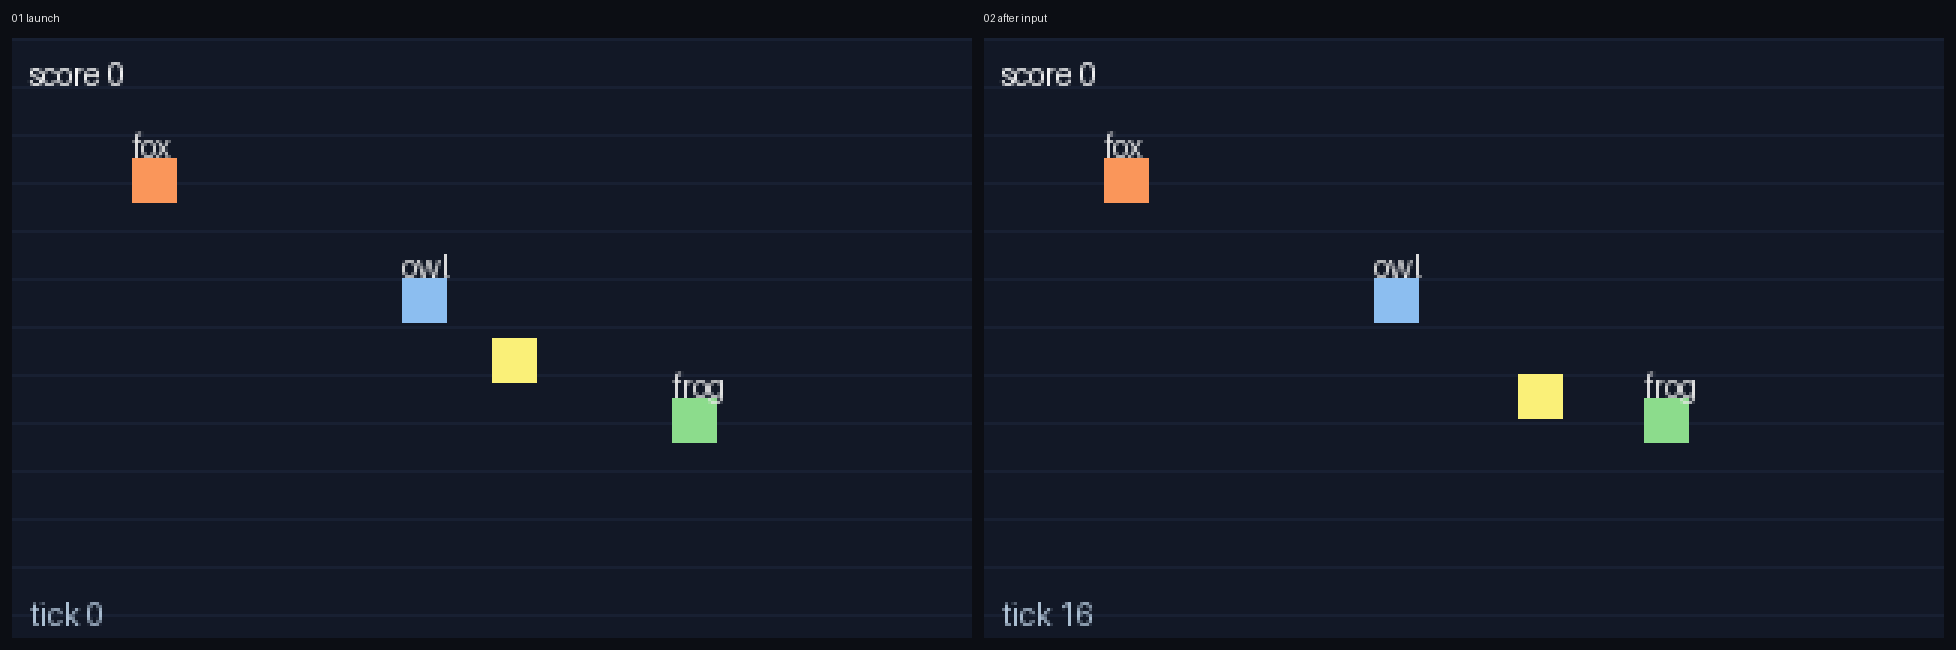 01 launch
score 0
fox
owl
frog
tick 0
02 after input
score 0
fox
owl
frog
tick 16